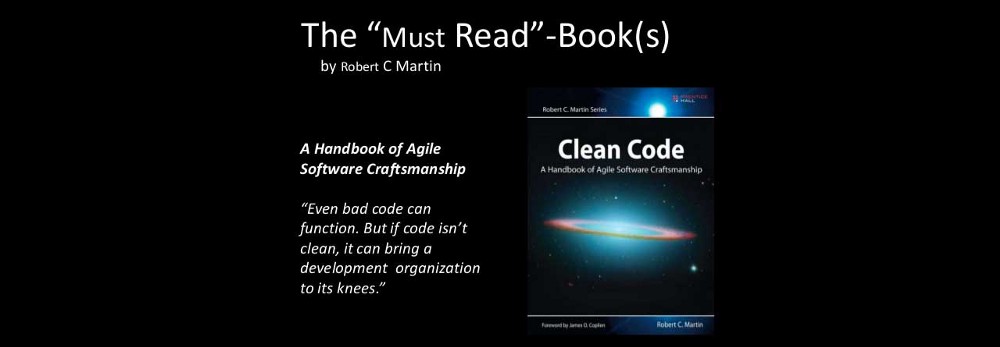 The “Must Read”-Book(s)
by Robert C Martin
A Handbook of Agile
Software Craftsmanship
“Even bad code can
function. But if code isn’t
clean, it can bring a
development organization
to its knees.”
PRENTICE
HALL
Robert C. Martin Series
Clean Code
A Handbook of Agile Software Craftsmanship
Foreword by James O. Coplien
Robert C. Martin